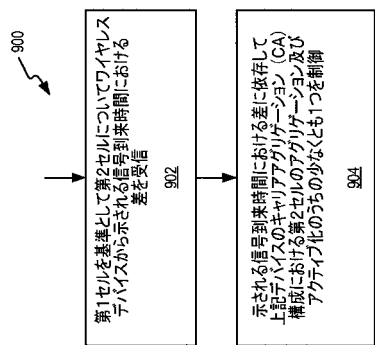 900
第1セルを基準として第2セルについてワイヤレス
デバイスから示される信号到来時間における
差を受信
902
示される信号到来時間における差に依存して
上記デバイスのキャリアアグリゲーション（CA）
構成における第2セルのアグリゲーション及び
アクティブ化のうちの少なくとも1つを制御
904